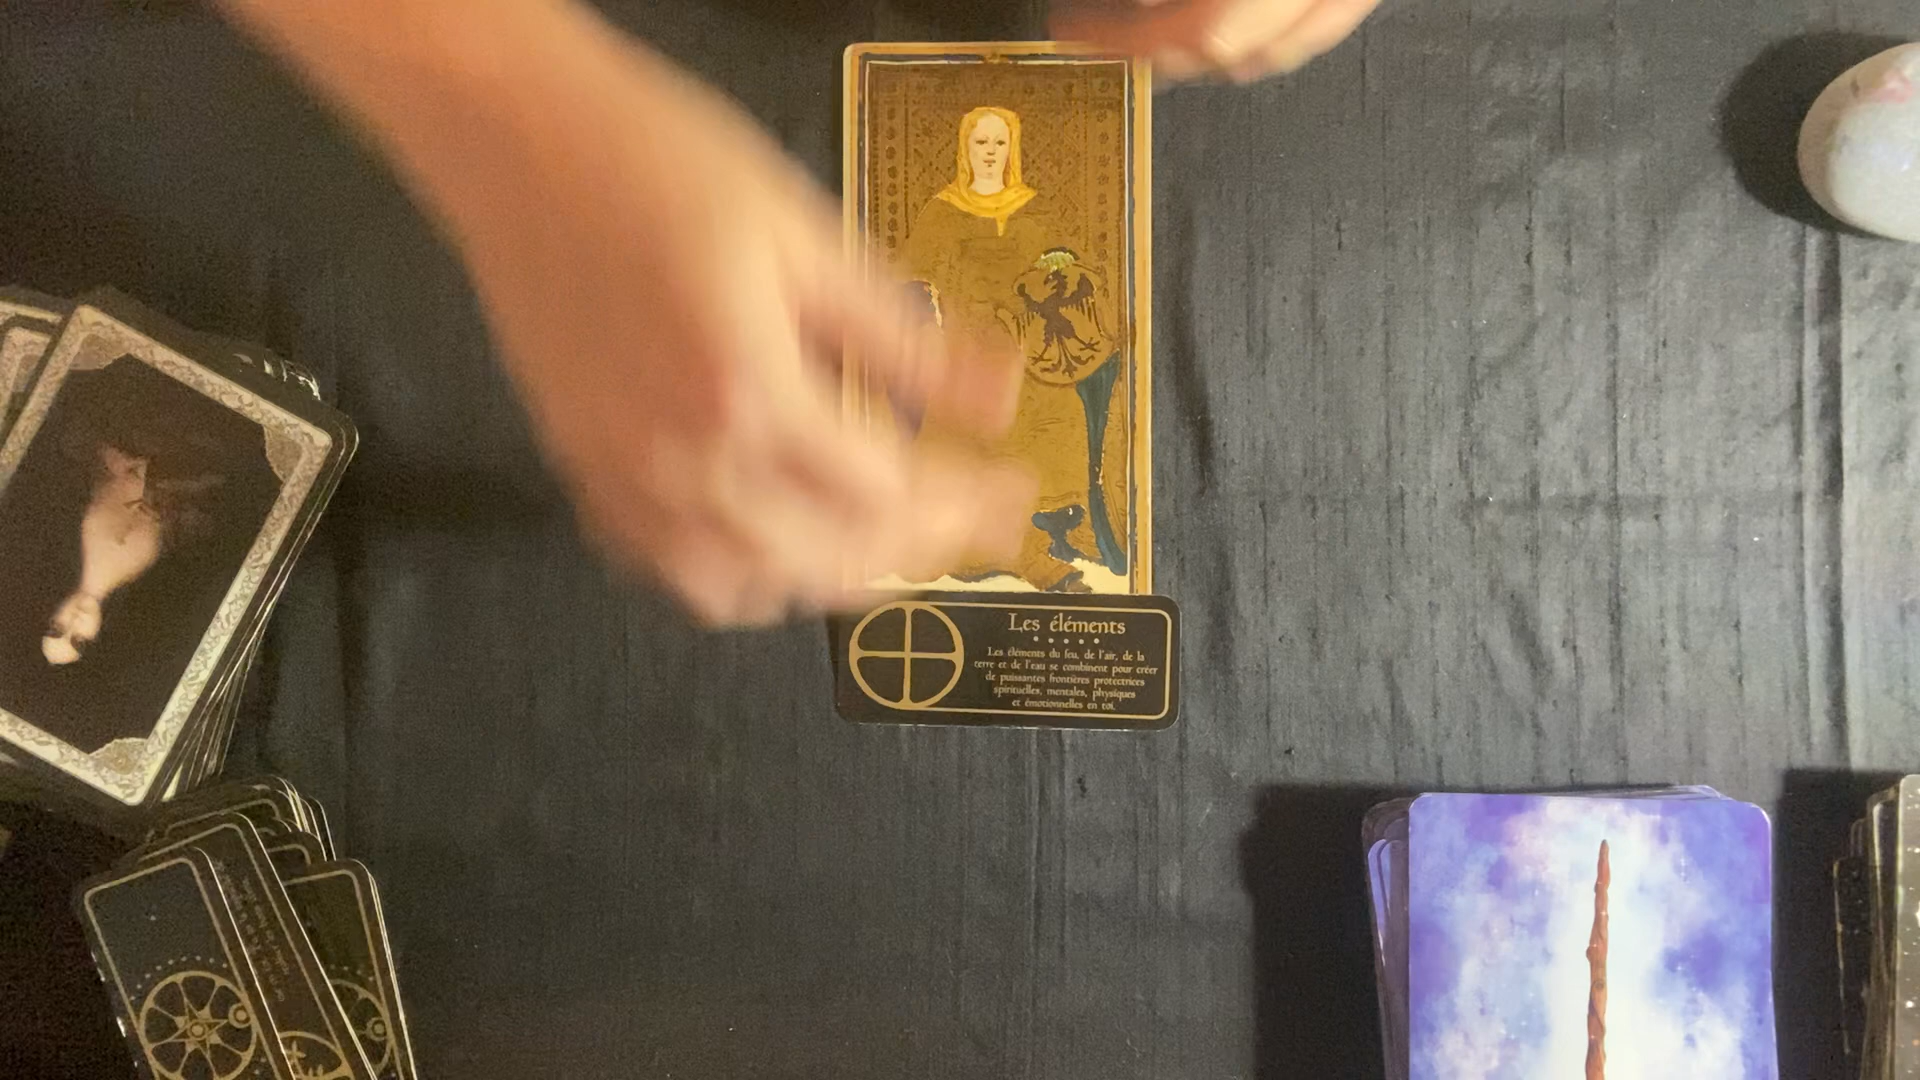 Les éléments
Les éléments du feu, de l'air, de la
terre et de l'eau se combinent pour créer
de puissantes frontières protectrices
spirituelles, mentales, physiques
et émotionnelles en toi.